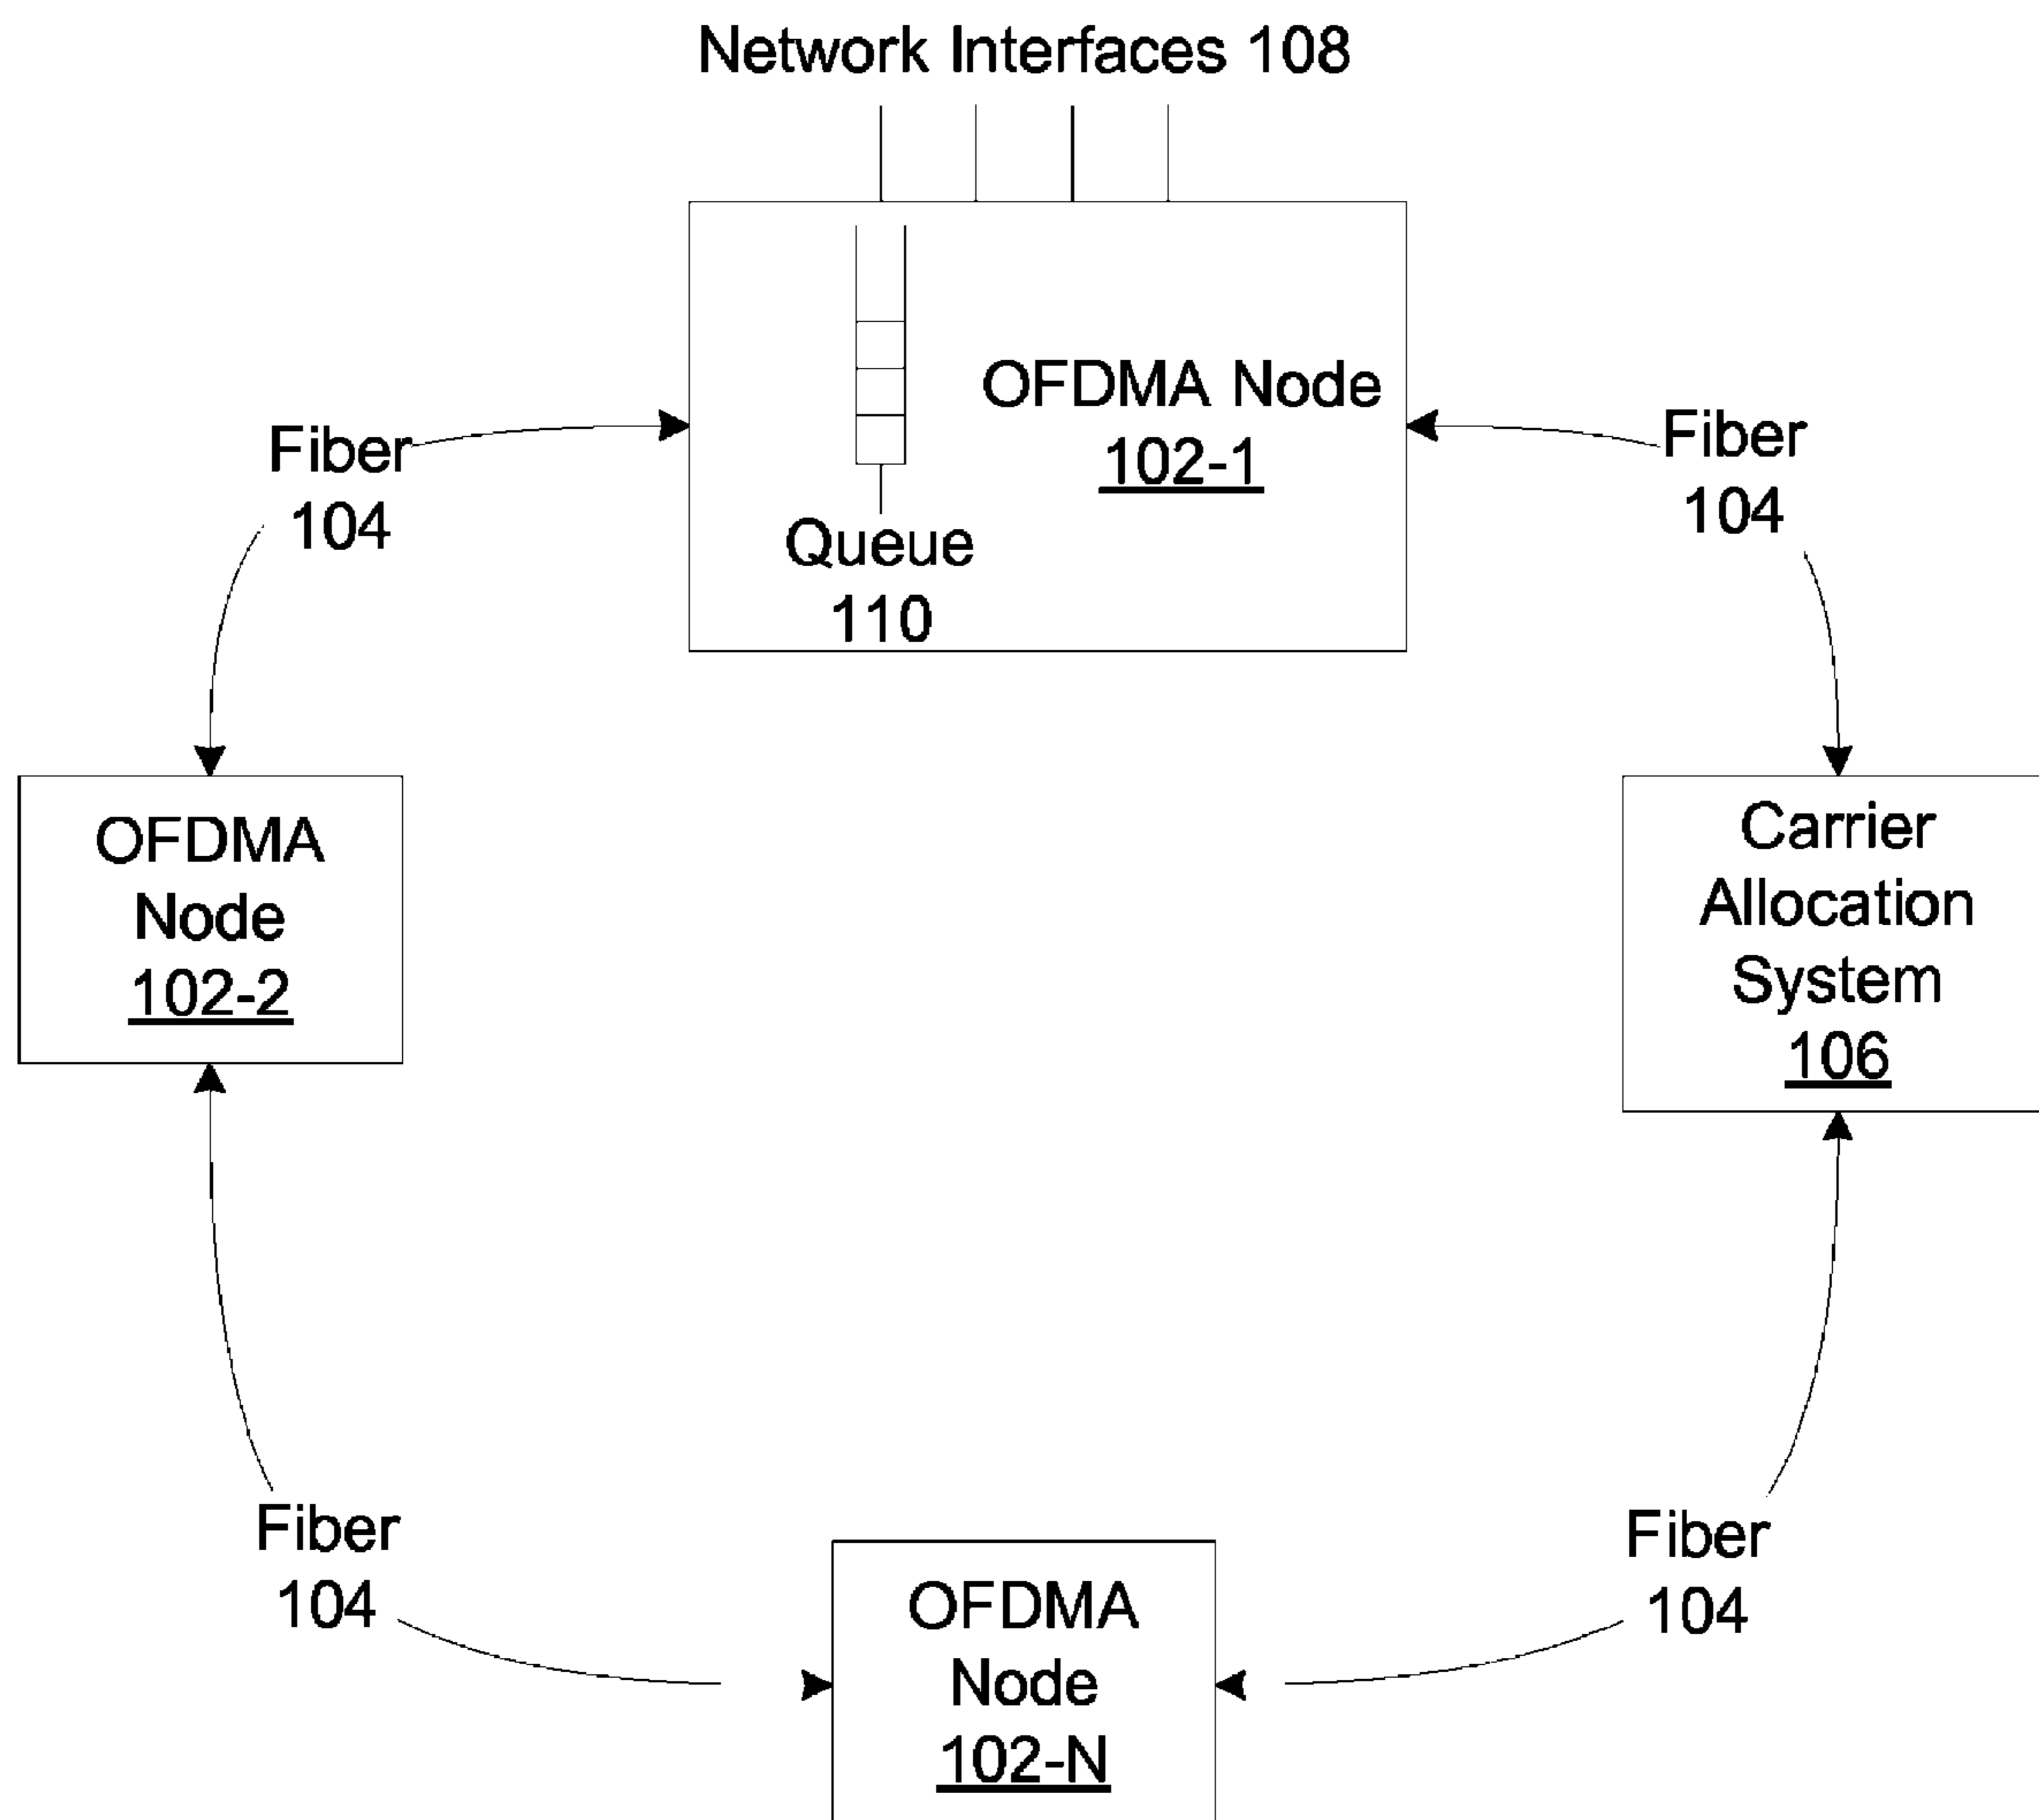 Network Interfaces 108
OFDMA Node
102-1
Queue
110
Fiber
104
Fiber
104
OFDMA
Node
102-2
Carrier
Allocation
System
106
Fiber
104
Fiber
104
OFDMA
Node
102-N